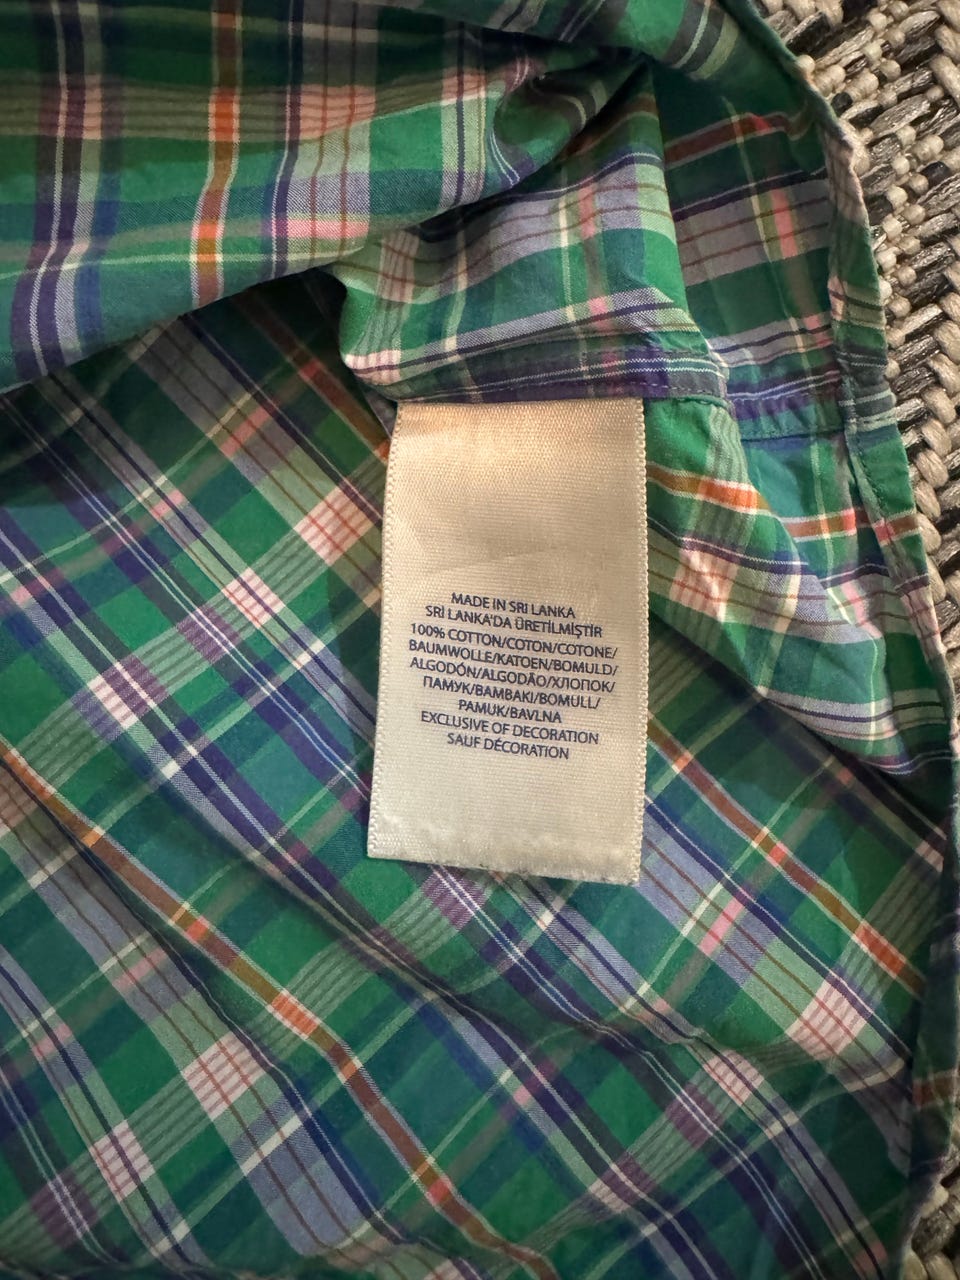 MADE IN SRI LANKA
SRİ LANKA'DA ÜRETİLMİŞTİR
100% COTTON/COTON/COTONE/
BAUMWOLLE/KATOEN/BOMULD/
ALGODÓN/ALGODÃO/ХЛОПОК/
ПАМУК/BAMBAKI/BOMULL/
PAMUK/BAVLNA
EXCLUSIVE OF DECORATION
SAUF DÉCORATION